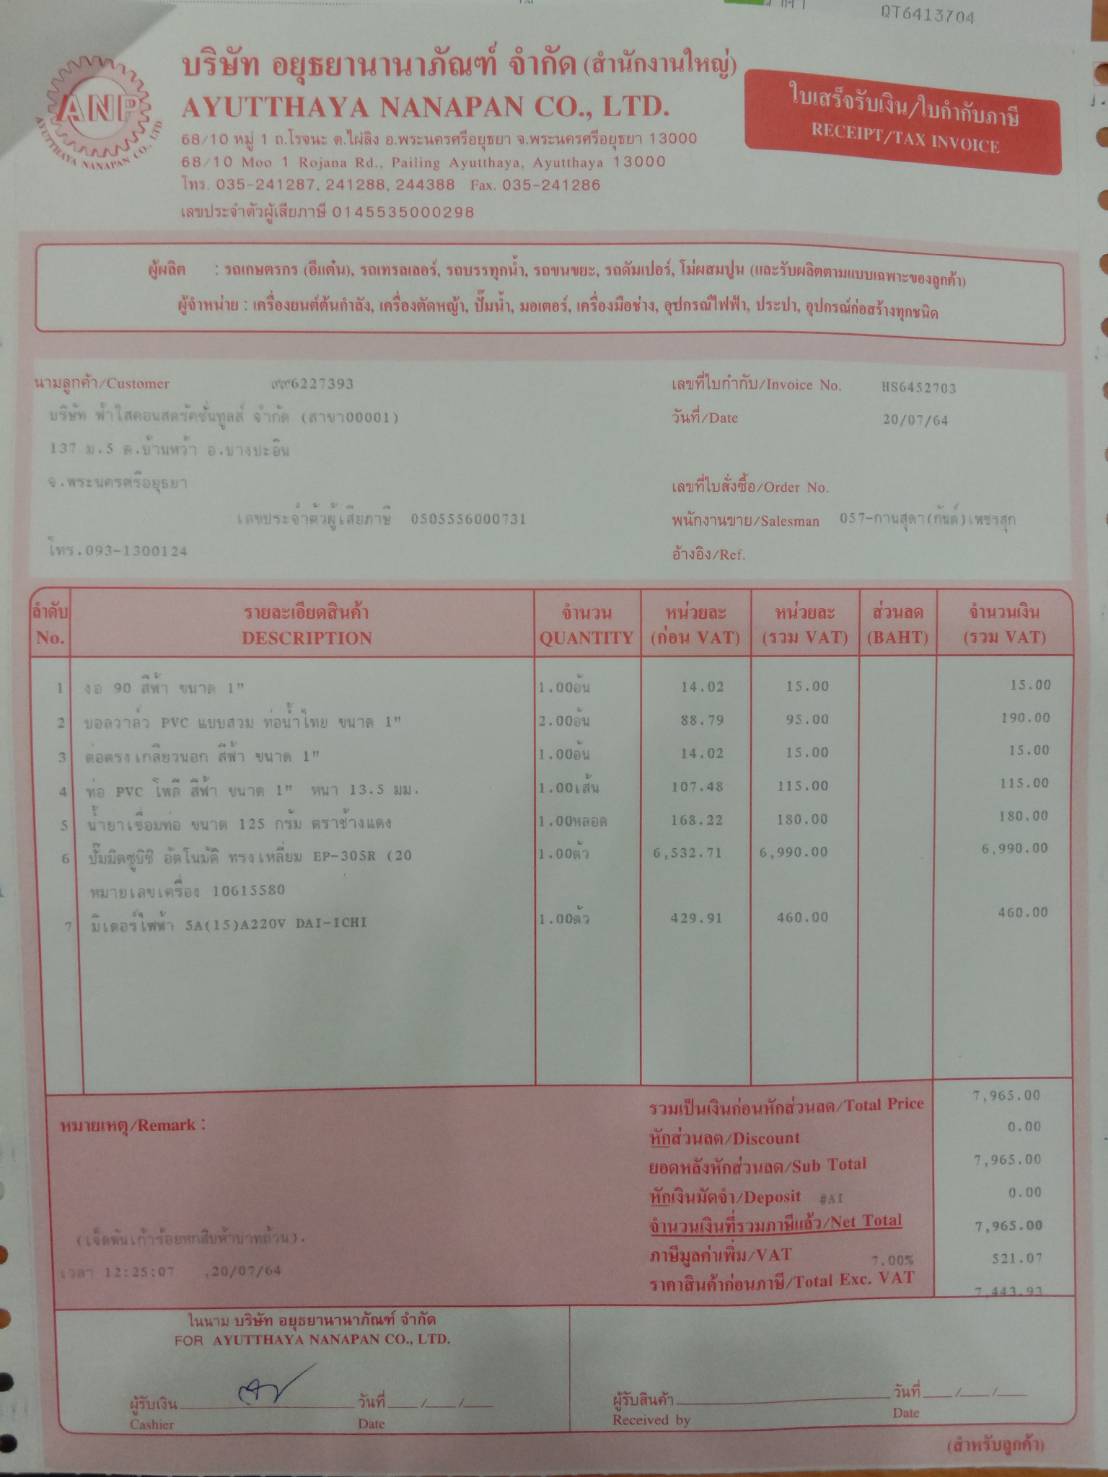 QT6413704
บริษัท อยุธยานานาภัณฑ์ จำกัด (สำนักงานใหญ่)
AYUTTHAYA NANAPAN CO., LTD.
68/10 หมู่ 1 ถ.โรจนะ ต.ไผ่ลิง อ.พระนครศรีอยุธยา จ.พระนครศรีอยุธยา 13000
68/10 Moo 1 Rojana Rd., Pailing Ayutthaya, Ayutthaya 13000
โทร. 035-241287, 241288, 244388 Fax. 035-241286
เลขประจำตัวผู้เสียภาษี 0145535000298
ANP
AYUTTHAYA NANAPAN CO., LTD.
ใบเสร็จรับเงิน/ใบกำกับภาษี
RECEIPT/TAX INVOICE
ผู้ผลิต : รถเกษตรกร (อีแต๋น), รถเทรลเลอร์, รถบรรทุกน้ำ, รถขนขยะ, รถดัมเปอร์, โม่ผสมปูน (และรับผลิตตามแบบเฉพาะของลูกค้า)
ผู้จำหน่าย : เครื่องยนต์ต้นกำลัง, เครื่องตัดหญ้า, ปั๊มน้ำ, มอเตอร์, เครื่องมือช่าง, อุปกรณ์ไฟฟ้า, ประปา, อุปกรณ์ก่อสร้างทุกชนิด
นามลูกค้า/Customer ๙๙6227393
บริษัท ฟ้าใสคอนสตรัคชั่นทูลส์ จำกัด (สาขา00001)
137 ม.5 ต.บ้านหว้า อ.บางปะอิน
จ.พระนครศรีอยุธยา
เลขประจำตัวผู้เสียภาษี 0505556000731
โทร.093-1300124
เลขที่ใบกำกับ/Invoice No. HS6452703
วันที่/Date 20/07/64
เลขที่ใบสั่งซื้อ/Order No.
พนักงานขาย/Salesman 057-กานสุดา(กันต์)เพชรสุก
อ้างอิง/Ref.
ลำดับ รายละเอียดสินค้า จำนวน หน่วยละ หน่วยละ ส่วนลด จำนวนเงิน
No. DESCRIPTION QUANTITY (ก่อน VAT) (รวม VAT) (BAHT) (รวม VAT)
1 งอ 90 สีฟ้า ขนาด 1" 1.00อัน 14.02 15.00 15.00
2 บอลวาล์ว PVC แบบสวม ท่อน้ำไทย ขนาด 1" 2.00อัน 88.79 95.00 190.00
3 ต่อตรงเกลียวนอก สีฟ้า ขนาด 1" 1.00อัน 14.02 15.00 15.00
4 ท่อ PVC โพลี สีฟ้า ขนาด 1" หนา 13.5 มม. 1.00เส้น 107.48 115.00 115.00
5 น้ำยาเชื่อมท่อ ขนาด 125 กรัม ตราช้างแดง 1.00หลอด 168.22 180.00 180.00
6 ปั๊มมิตซูบิชิ อัตโนมัติ ทรงเหลี่ยม EP-305R (20 1.00ตัว 6,532.71 6,990.00 6,990.00
หมายเลขเครื่อง 10615580
7 มิเตอร์ไฟฟ้า 5A(15)A220V DAI-ICHI 1.00ตัว 429.91 460.00 460.00
รวมเป็นเงินก่อนหักส่วนลด/Total Price 7,965.00
หมายเหตุ/Remark :
หักส่วนลด/Discount 0.00
ยอดหลังหักส่วนลด/Sub Total 7,965.00
หักเงินมัดจำ/Deposit #AI 0.00
จำนวนเงินที่รวมภาษีแล้ว/Net Total 7,965.00
(เจ็ดพันเก้าร้อยหกสิบห้าบาทถ้วน).
ภาษีมูลค่าเพิ่ม/VAT 7.00% 521.07
เวลา 12:25:07 ,20/07/64
ราคาสินค้าก่อนภาษี/Total Exc. VAT 7,443.93
ในนาม บริษัท อยุธยานานาภัณฑ์ จำกัด
FOR AYUTTHAYA NANAPAN CO., LTD.
ผู้รับเงิน วันที่ / /
Cashier Date
ผู้รับสินค้า วันที่ / /
Received by Date
(สำหรับลูกค้า)